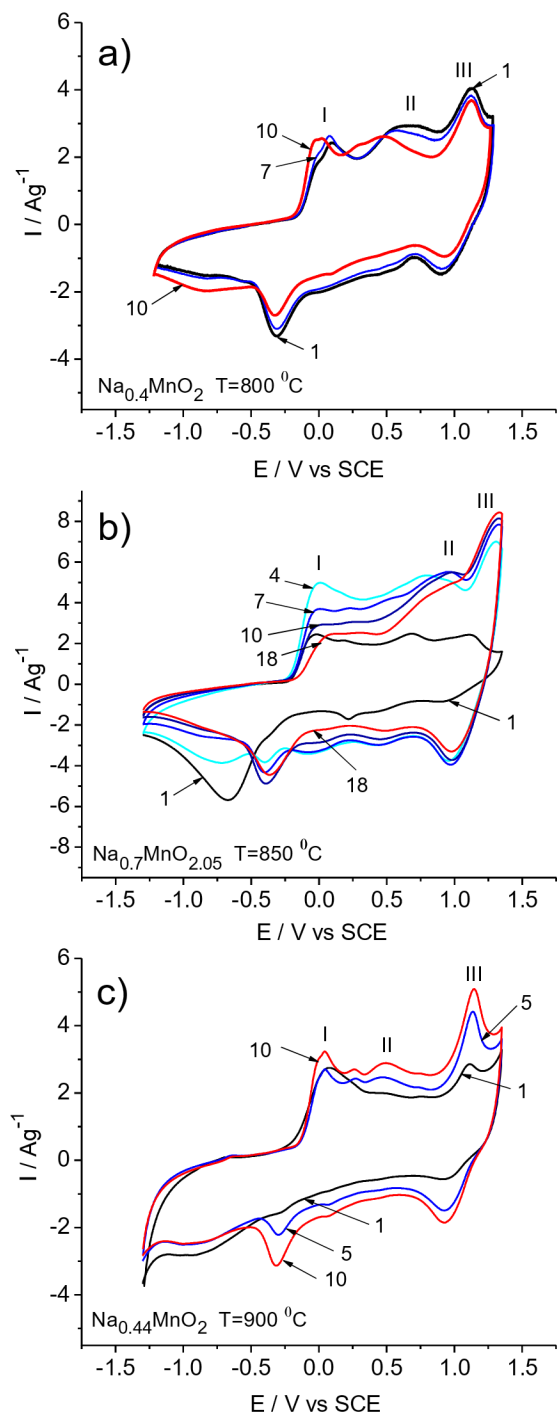 a)
III
1
I
II
10
7
6
4
2
0
-2
-4
I / Ag⁻¹
10
1
Na₀.₄MnO₂ T=800 ⁰C
-1.5 -1.0 -0.5 0.0 0.5 1.0 1.5
E / V vs SCE
b)
III
I
II
4
7
10
18
8
6
4
2
0
-2
-4
-6
-8
I / Ag⁻¹
1
18
1
Na₀.₇MnO₂.₀₅ T=850 ⁰C
-1.5 -1.0 -0.5 0.0 0.5 1.0 1.5
E / V vs SCE
c)
III
5
I
II
10
1
6
4
2
0
-2
-4
I / Ag⁻¹
1
5
10
Na₀.₄₄MnO₂ T=900 ⁰C
-1.5 -1.0 -0.5 0.0 0.5 1.0 1.5
E / V vs SCE